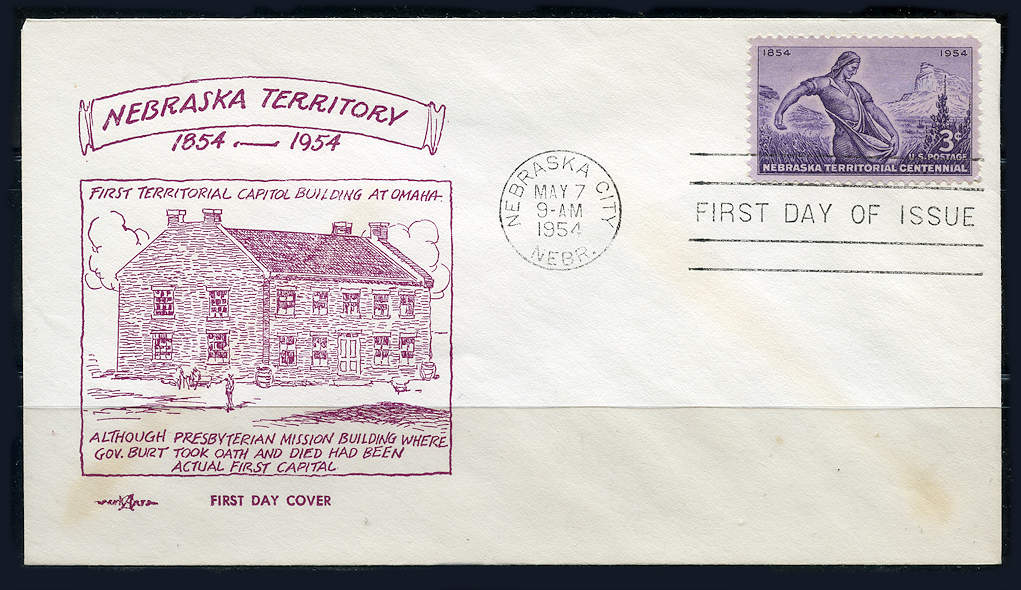 NEBRASKA TERRITORY
1854 — 1954
FIRST TERRITORIAL CAPITOL BUILDING AT OMAHA-
ALTHOUGH PRESBYTERIAN MISSION BUILDING WHERE
GOV. BURT TOOK OATH AND DIED HAD BEEN
ACTUAL FIRST CAPITAL
FIRST DAY COVER
NEBRASKA CITY
MAY 7
9-AM
1954
NEBR.
1854 1954
3¢
U.S. POSTAGE
NEBRASKA TERRITORIAL CENTENNIAL
FIRST DAY OF ISSUE